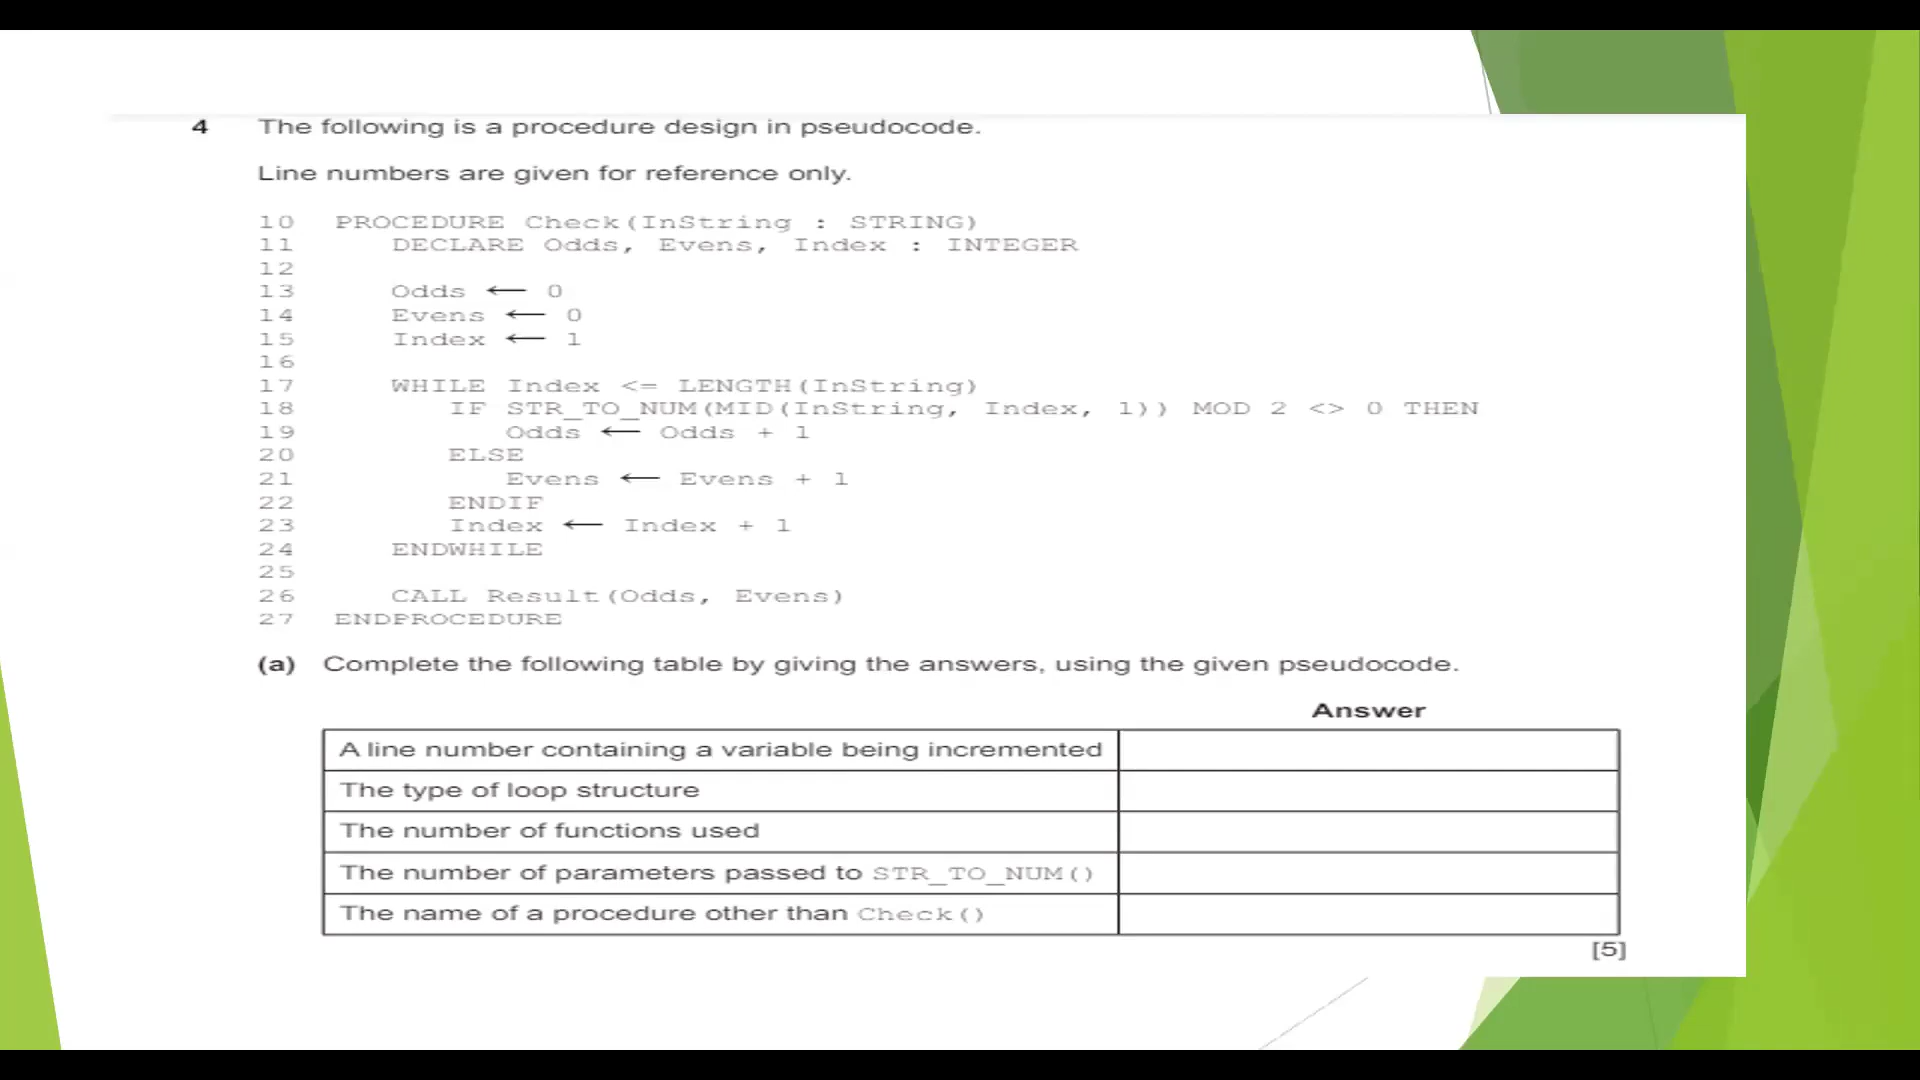 4 The following is a procedure design in pseudocode.
Line numbers are given for reference only.
10 PROCEDURE Check(InString : STRING)
11 DECLARE Odds, Evens, Index : INTEGER
12
13 Odds ← 0
14 Evens ← 0
15 Index ← 1
16
17 WHILE Index <= LENGTH(InString)
18 IF STR_TO_NUM(MID(InString, Index, 1)) MOD 2 <> 0 THEN
19 Odds ← Odds + 1
20 ELSE
21 Evens ← Evens + 1
22 ENDIF
23 Index ← Index + 1
24 ENDWHILE
25
26 CALL Result(Odds, Evens)
27 ENDPROCEDURE
(a) Complete the following table by giving the answers, using the given pseudocode.
Answer
A line number containing a variable being incremented
The type of loop structure
The number of functions used
The number of parameters passed to STR_TO_NUM()
The name of a procedure other than Check()
[5]